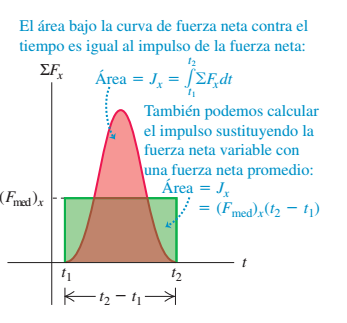 El área bajo la curva de fuerza neta contra el
tiempo es igual al impulso de la fuerza neta:
ΣFₓ
Área = Jₓ = ∫ₜ₁ᵗ² ΣFₓdt
También podemos calcular
el impulso sustituyendo la
fuerza neta variable con
una fuerza neta promedio:
Área = Jₓ
= (Fmed)ₓ(t₂ − t₁)
(Fmed)ₓ
t₁
t₂
t
t₂ − t₁